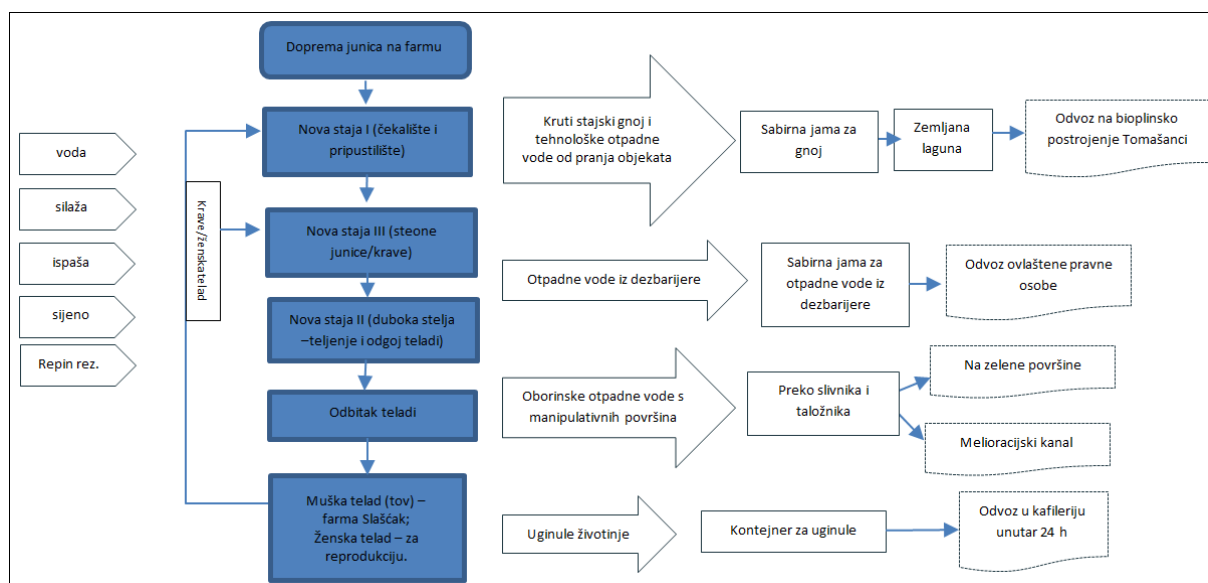 voda
silaža
ispaša
sijeno
Repin rez.
Krave/ženska telad
Doprema junica na farmu
Nova staja I (čekalište i
pripustilište)
Nova staja III (steone
junice/krave)
Nova staja II (duboka stelja
–teljenje i odgoj teladi)
Odbitak teladi
Muška telad (tov) –
farma Slašćak;
Ženska telad – za
reprodukciju.
Kruti stajski gnoj i
tehnološke otpadne
vode od pranja objekata
Sabirna jama za
gnoj
Zemljana
laguna
Odvoz na bioplinsko
postrojenje Tomašanci
Otpadne vode iz dezbarijere
Sabirna jama za
otpadne vode iz
dezbarijere
Odvoz ovlaštene pravne
osobe
Oborinske otpadne vode s
manipulativnih površina
Preko slivnika i
taložnika
Na zelene površine
Melioracijski kanal
Uginule životinje
Kontejner za uginule
Odvoz u kafileriju
unutar 24 h